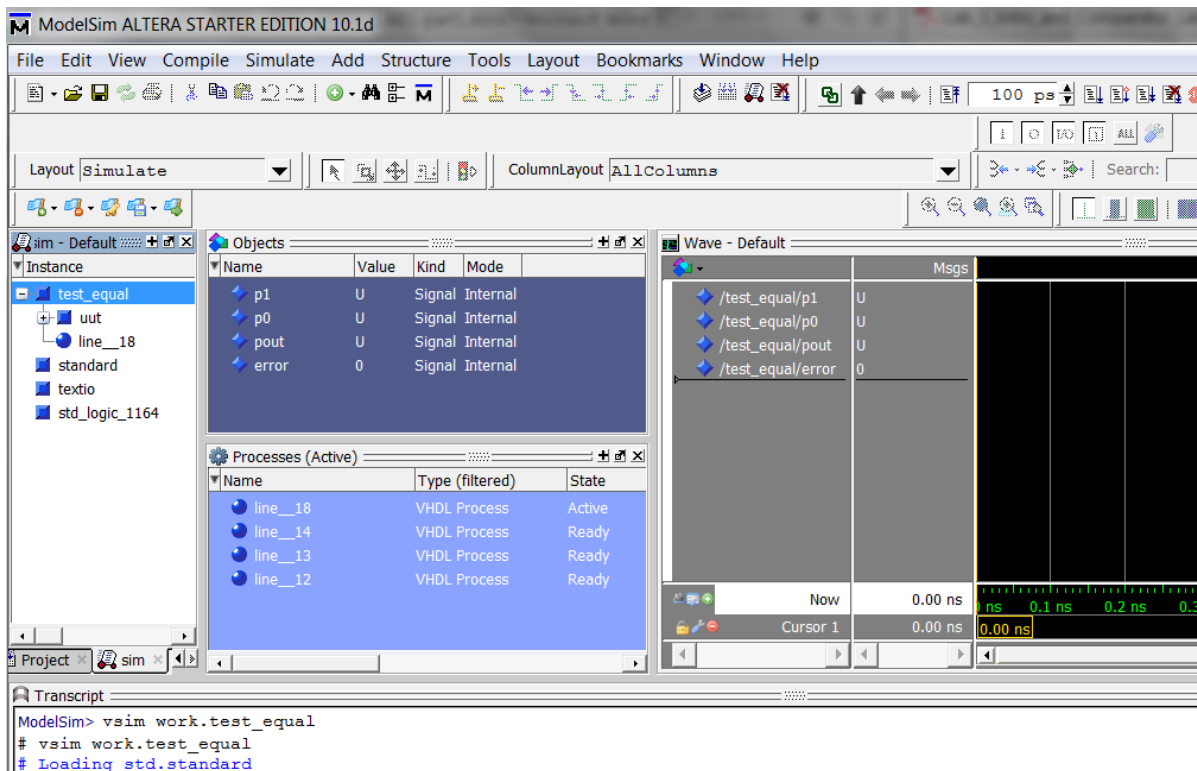 ModelSim ALTERA STARTER EDITION 10.1d
File Edit View Compile Simulate Add Structure Tools Layout Bookmarks Window Help
100 ps
I O I/O ALL
Layout Simulate ColumnLayout AllColumns Search:
sim - Default
Instance
test_equal
uut
line__18
standard
textio
std_logic_1164
Project sim
Objects
Name Value Kind Mode
p1 U Signal Internal
p0 U Signal Internal
pout U Signal Internal
error 0 Signal Internal
Processes (Active)
Name Type (filtered) State
line__18 VHDL Process Active
line__14 VHDL Process Ready
line__13 VHDL Process Ready
line__12 VHDL Process Ready
Wave - Default
Msgs
/test_equal/p1 U
/test_equal/p0 U
/test_equal/pout U
/test_equal/error 0
Now 0.00 ns ns 0.1 ns 0.2 ns 0.3
Cursor 1 0.00 ns 0.00 ns
Transcript
ModelSim> vsim work.test_equal
# vsim work.test_equal
# Loading std.standard